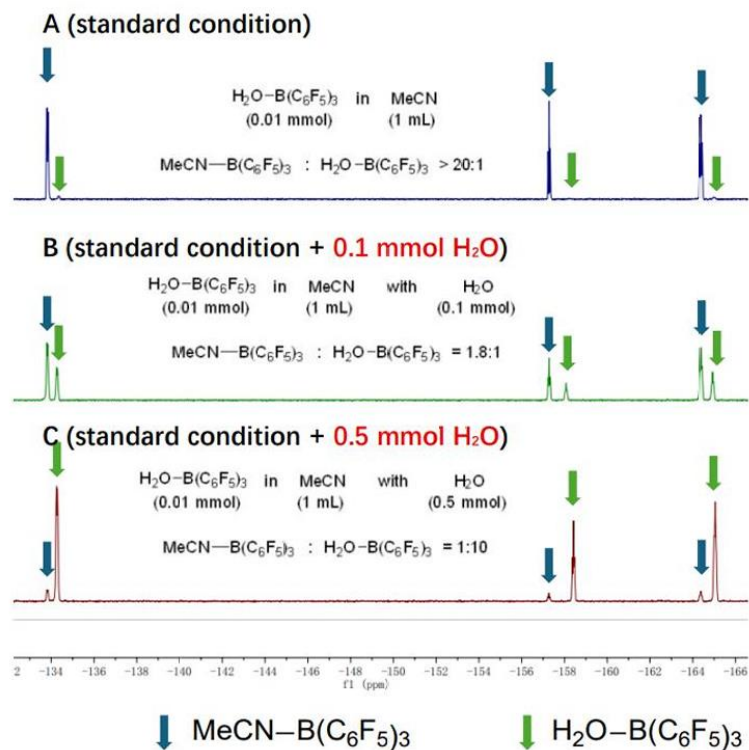 A (standard condition)
H₂O–B(C₆F₅)₃ in MeCN
(0.01 mmol) (1 mL)
MeCN—B(C₆F₅)₃ : H₂O–B(C₆F₅)₃ > 20:1
B (standard condition + 0.1 mmol H₂O)
H₂O–B(C₆F₅)₃ in MeCN with H₂O
(0.01 mmol) (1 mL) (0.1 mmol)
MeCN—B(C₆F₅)₃ : H₂O–B(C₆F₅)₃ = 1.8:1
C (standard condition + 0.5 mmol H₂O)
H₂O–B(C₆F₅)₃ in MeCN with H₂O
(0.01 mmol) (1 mL) (0.5 mmol)
MeCN—B(C₆F₅)₃ : H₂O–B(C₆F₅)₃ = 1:10
2 -134 -136 -138 -140 -142 -144 -146 -148 -150 -152 -154 -156 -158 -160 -162 -164 -166
f1 (ppm)
MeCN–B(C₆F₅)₃ H₂O–B(C₆F₅)₃